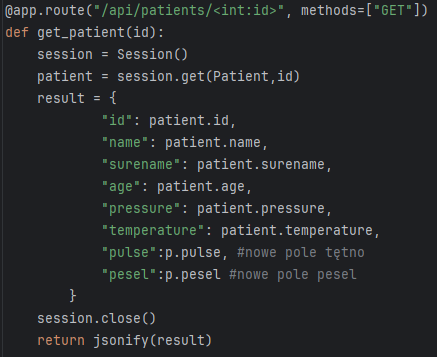 @app.route("/api/patients/<int:id>", methods=["GET"])
def get_patient(id):
    session = Session()
    patient = session.get(Patient,id)
    result = {
            "id": patient.id,
            "name": patient.name,
            "surename": patient.surename,
            "age": patient.age,
            "pressure": patient.pressure,
            "temperature": patient.temperature,
            "pulse":p.pulse, #nowe pole tętno
            "pesel":p.pesel #nowe pole pesel
        }
    session.close()
    return jsonify(result)